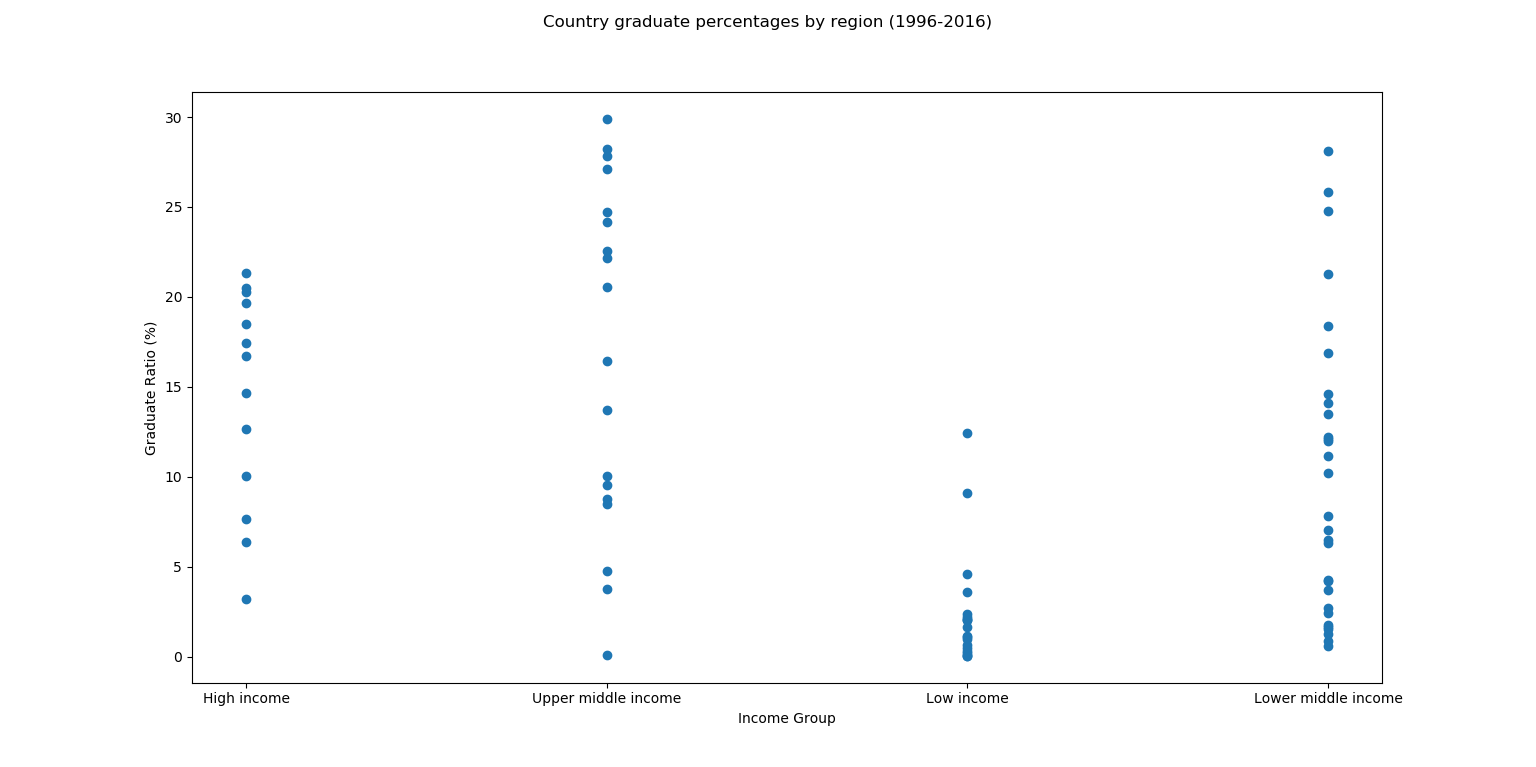 Country graduate percentages by region (1996-2016)
30
25
20
15
10
5
0
Graduate Ratio (%)
High income
Upper middle income
Low income
Lower middle income
Income Group